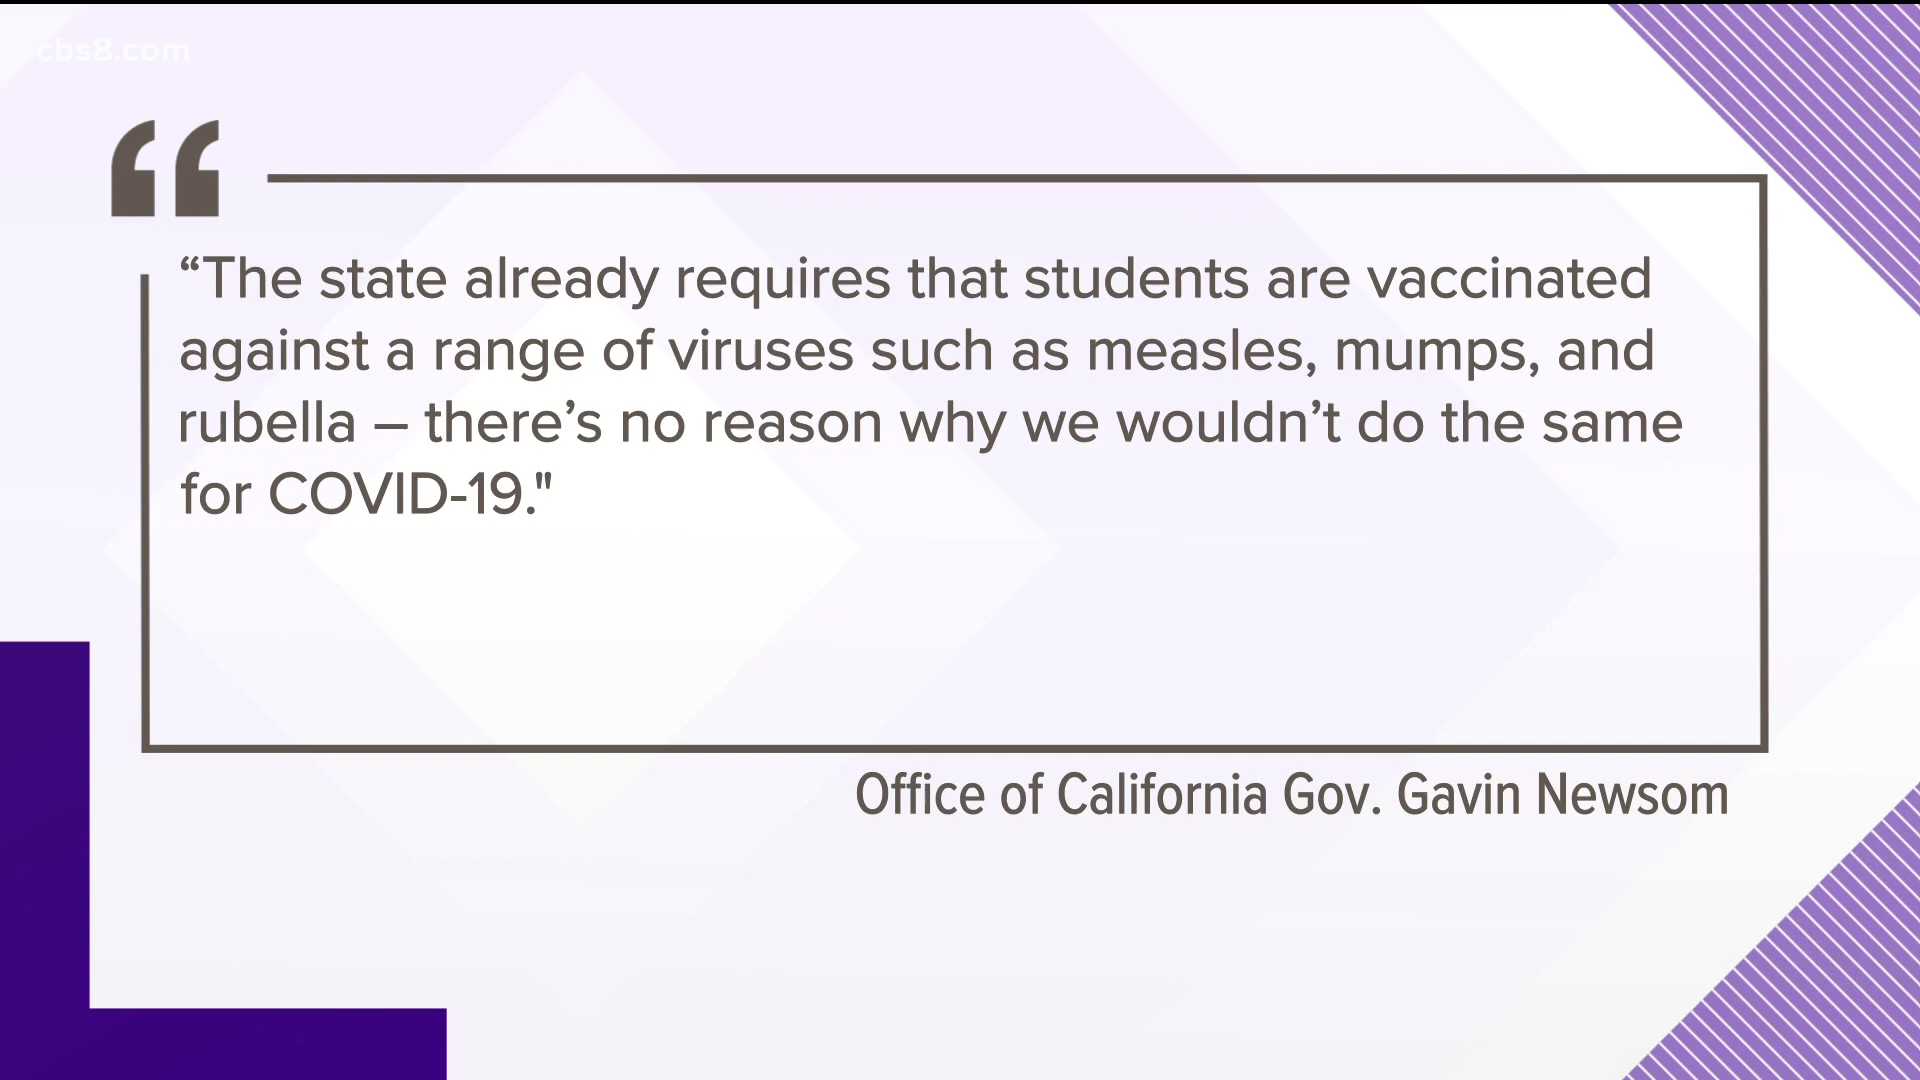 cbs8.com
“The state already requires that students are vaccinated
against a range of viruses such as measles, mumps, and
rubella – there’s no reason why we wouldn’t do the same
for COVID-19."
Office of California Gov. Gavin Newsom